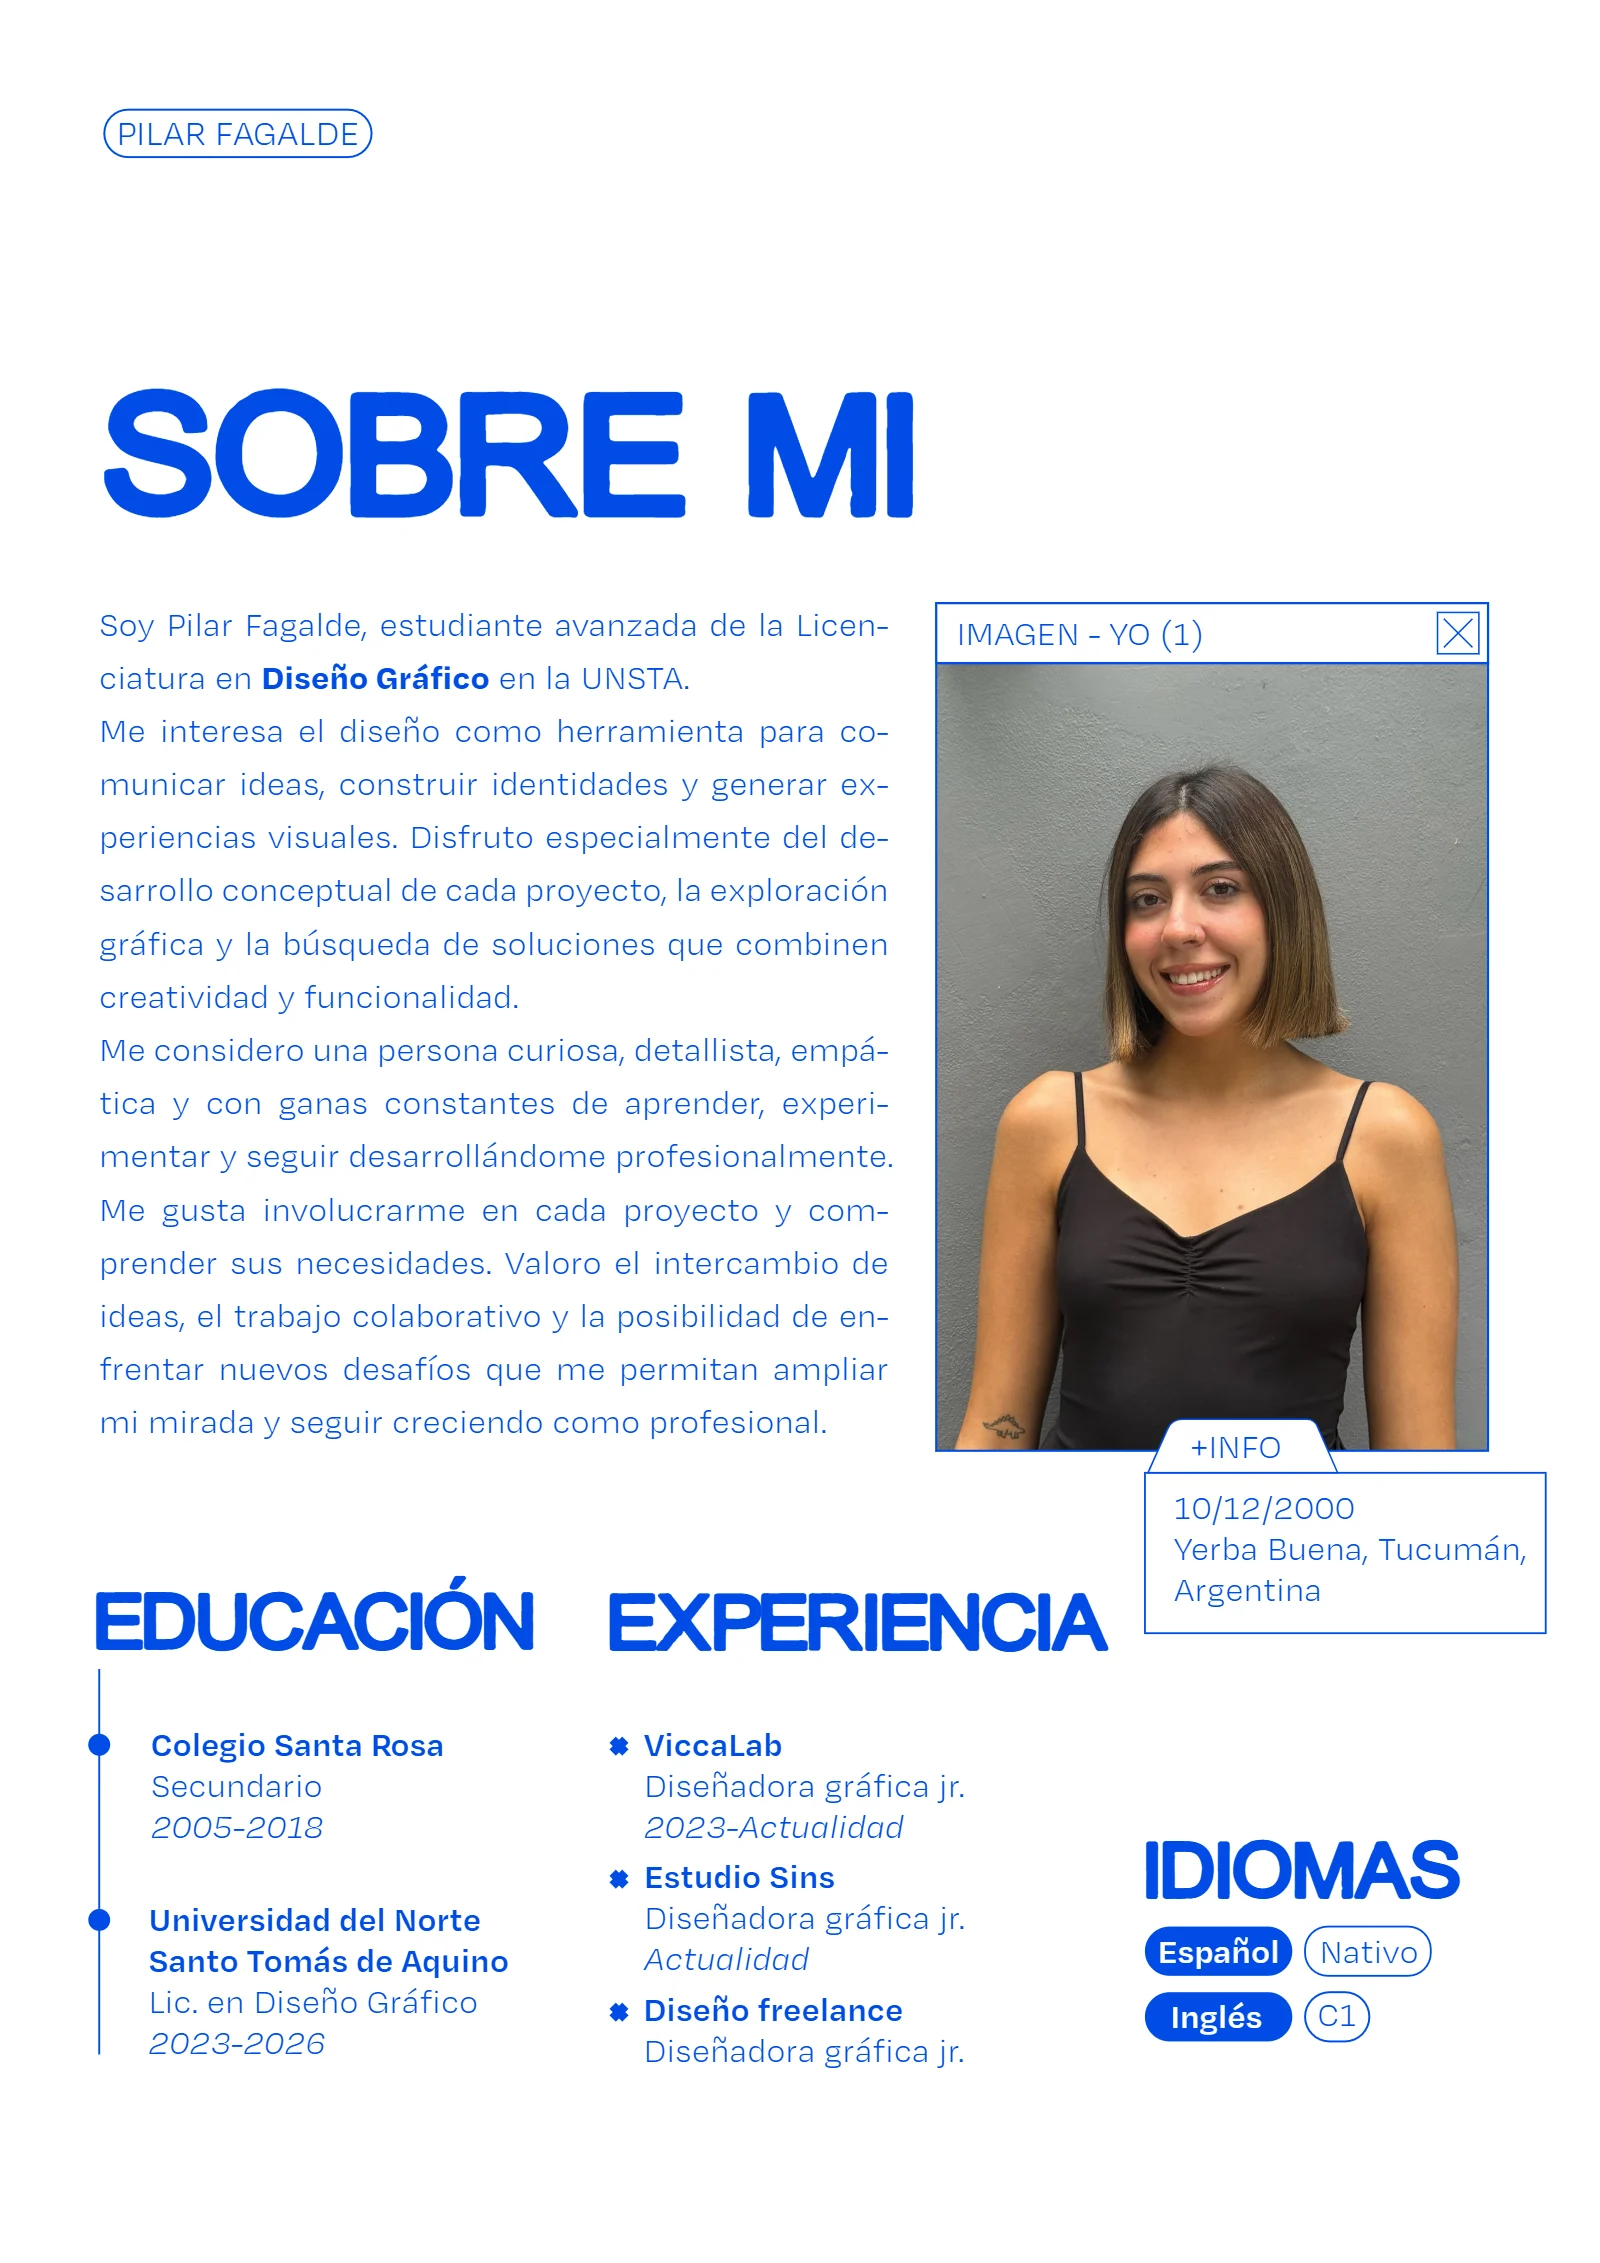 PILAR FAGALDE
SOBRE MI
Soy Pilar Fagalde, estudiante avanzada de la Licen-
ciatura en Diseño Gráfico en la UNSTA.
Me interesa el diseño como herramienta para co-
municar ideas, construir identidades y generar ex-
periencias visuales. Disfruto especialmente del de-
sarrollo conceptual de cada proyecto, la exploración
gráfica y la búsqueda de soluciones que combinen
creatividad y funcionalidad.
Me considero una persona curiosa, detallista, empá-
tica y con ganas constantes de aprender, experi-
mentar y seguir desarrollándome profesionalmente.
Me gusta involucrarme en cada proyecto y com-
prender sus necesidades. Valoro el intercambio de
ideas, el trabajo colaborativo y la posibilidad de en-
frentar nuevos desafíos que me permitan ampliar
mi mirada y seguir creciendo como profesional.
IMAGEN - YO (1)
+INFO
10/12/2000
Yerba Buena, Tucumán,
Argentina
EDUCACIÓN
Colegio Santa Rosa
Secundario
2005-2018
Universidad del Norte
Santo Tomás de Aquino
Lic. en Diseño Gráfico
2023-2026
EXPERIENCIA
ViccaLab
Diseñadora gráfica jr.
2023-Actualidad
Estudio Sins
Diseñadora gráfica jr.
Actualidad
Diseño freelance
Diseñadora gráfica jr.
IDIOMAS
Español Nativo
Inglés C1